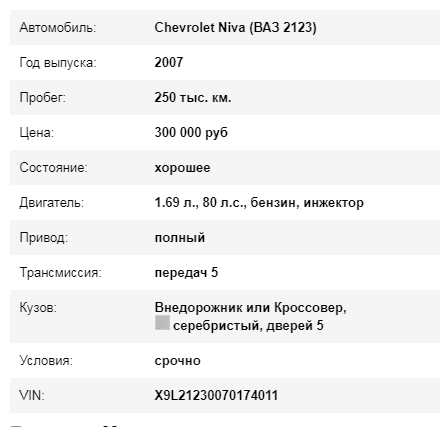 Автомобиль: Chevrolet Niva (ВАЗ 2123)
Год выпуска: 2007
Пробег: 250 тыс. км.
Цена: 300 000 руб
Состояние: хорошее
Двигатель: 1.69 л., 80 л.с., бензин, инжектор
Привод: полный
Трансмиссия: передач 5
Кузов: Внедорожник или Кроссовер,
серебристый, дверей 5
Условия: срочно
VIN: X9L21230070174011